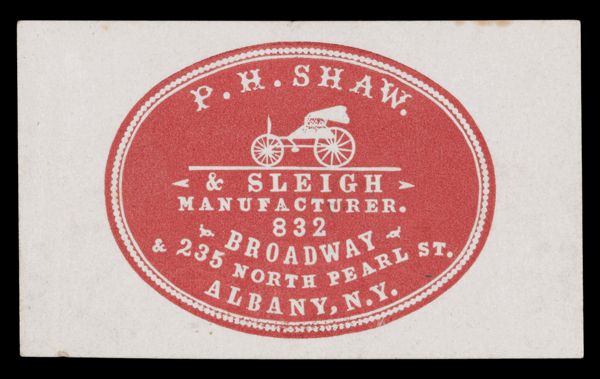 P. H. SHAW.
& SLEIGH
MANUFACTURER.
832
BROADWAY
& 235 NORTH PEARL ST.
ALBANY, N.Y.